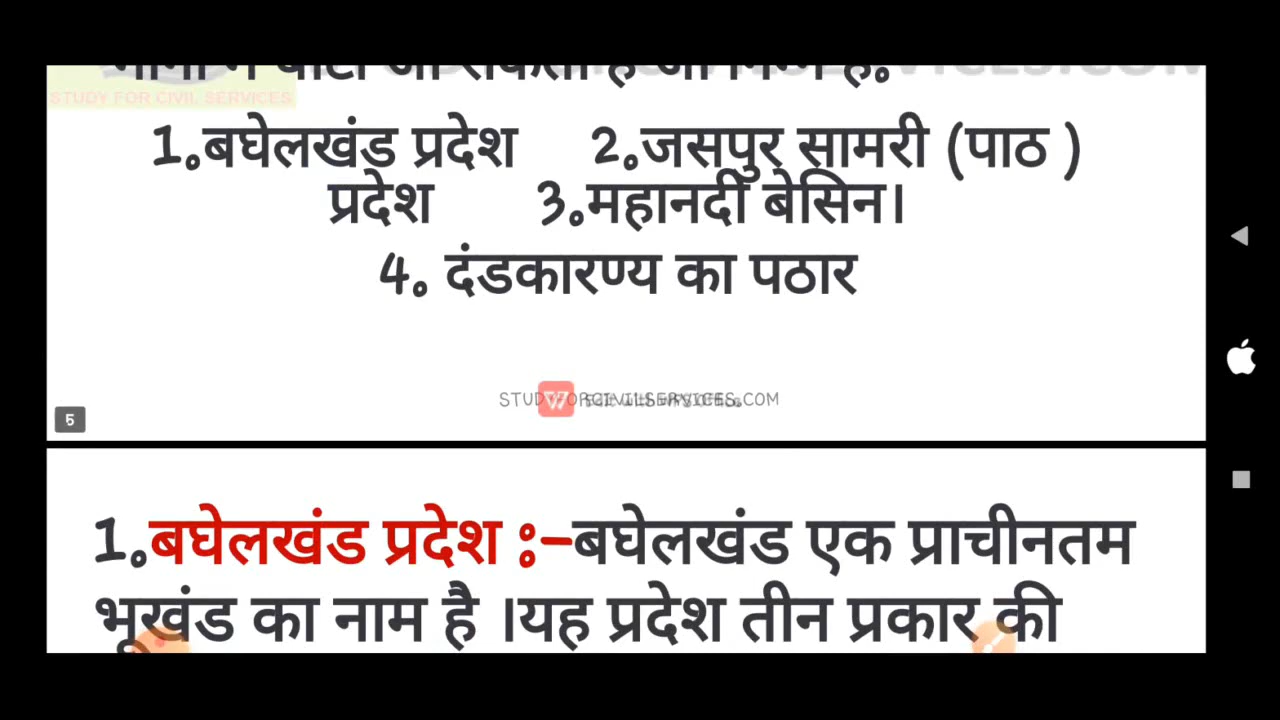 STUDY FOR CIVIL SERVICES
1.बघेलखंड प्रदेश 2.जसपुर सामरी (पाठ )
प्रदेश 3.महानदी बेसिन।
4. दंडकारण्य का पठार
STUDYFORCIVILSERVICES.COM
5
1.बघेलखंड प्रदेश :–बघेलखंड एक प्राचीनतम
भूखंड का नाम है ।यह प्रदेश तीन प्रकार की